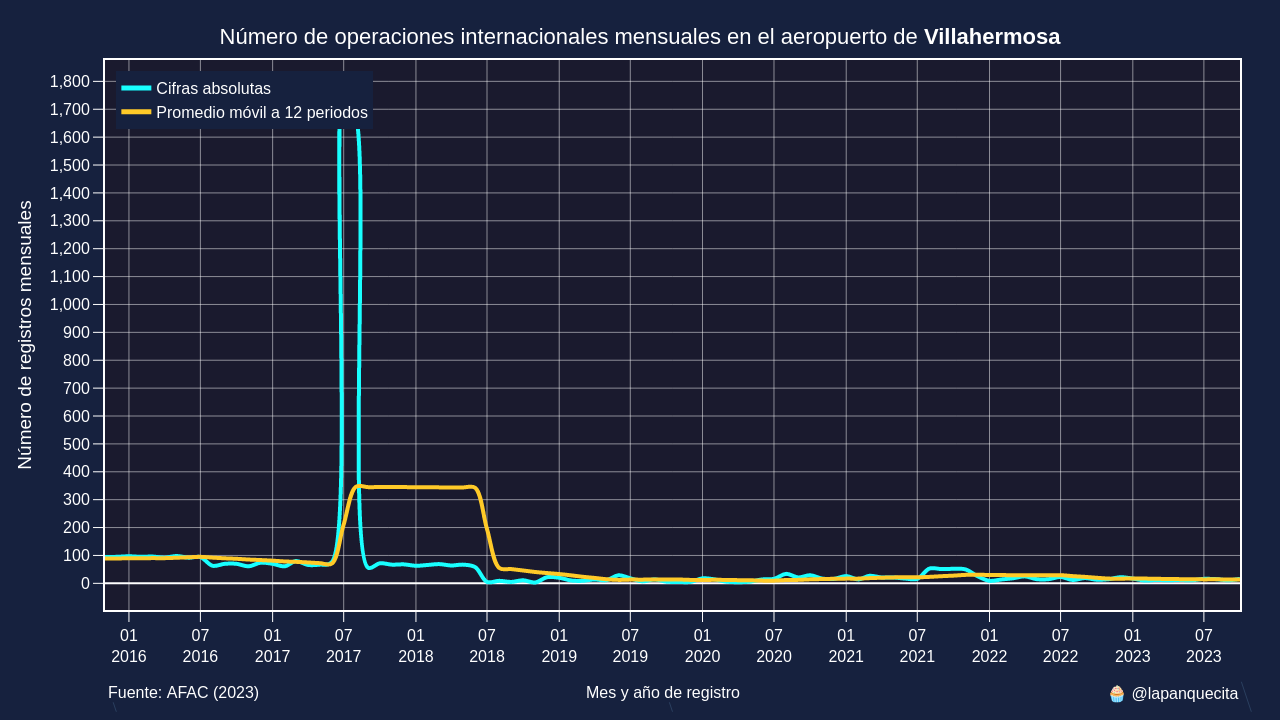 Número de operaciones internacionales mensuales en el aeropuerto de Villahermosa
Cifras absolutas
Promedio móvil a 12 periodos
Número de registros mensuales
1,800
1,700
1,600
1,500
1,400
1,300
1,200
1,100
1,000
900
800
700
600
500
400
300
200
100
0
01 07 01 07 01 07 01 07 01 07 01 07 01 07 01 07
2016 2016 2017 2017 2018 2018 2019 2019 2020 2020 2021 2021 2022 2022 2023 2023
Fuente: AFAC (2023)
Mes y año de registro
🧁 @lapanquecita